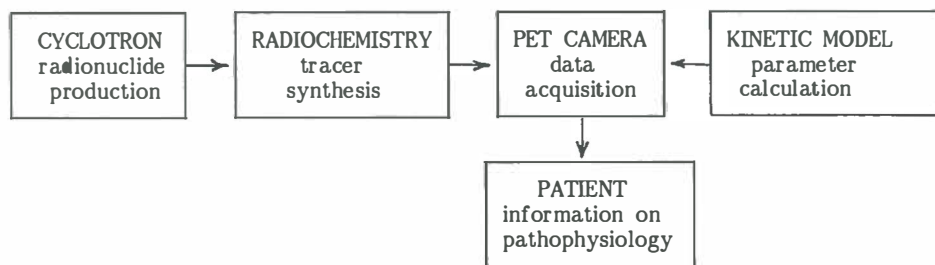 CYCLOTRON
radionuclide
production
RADIOCHEMISTRY
tracer
synthesis
PET CAMERA
data
acquisition
KINETIC MODEL
parameter
calculation
PATIENT
information on
pathophysiology